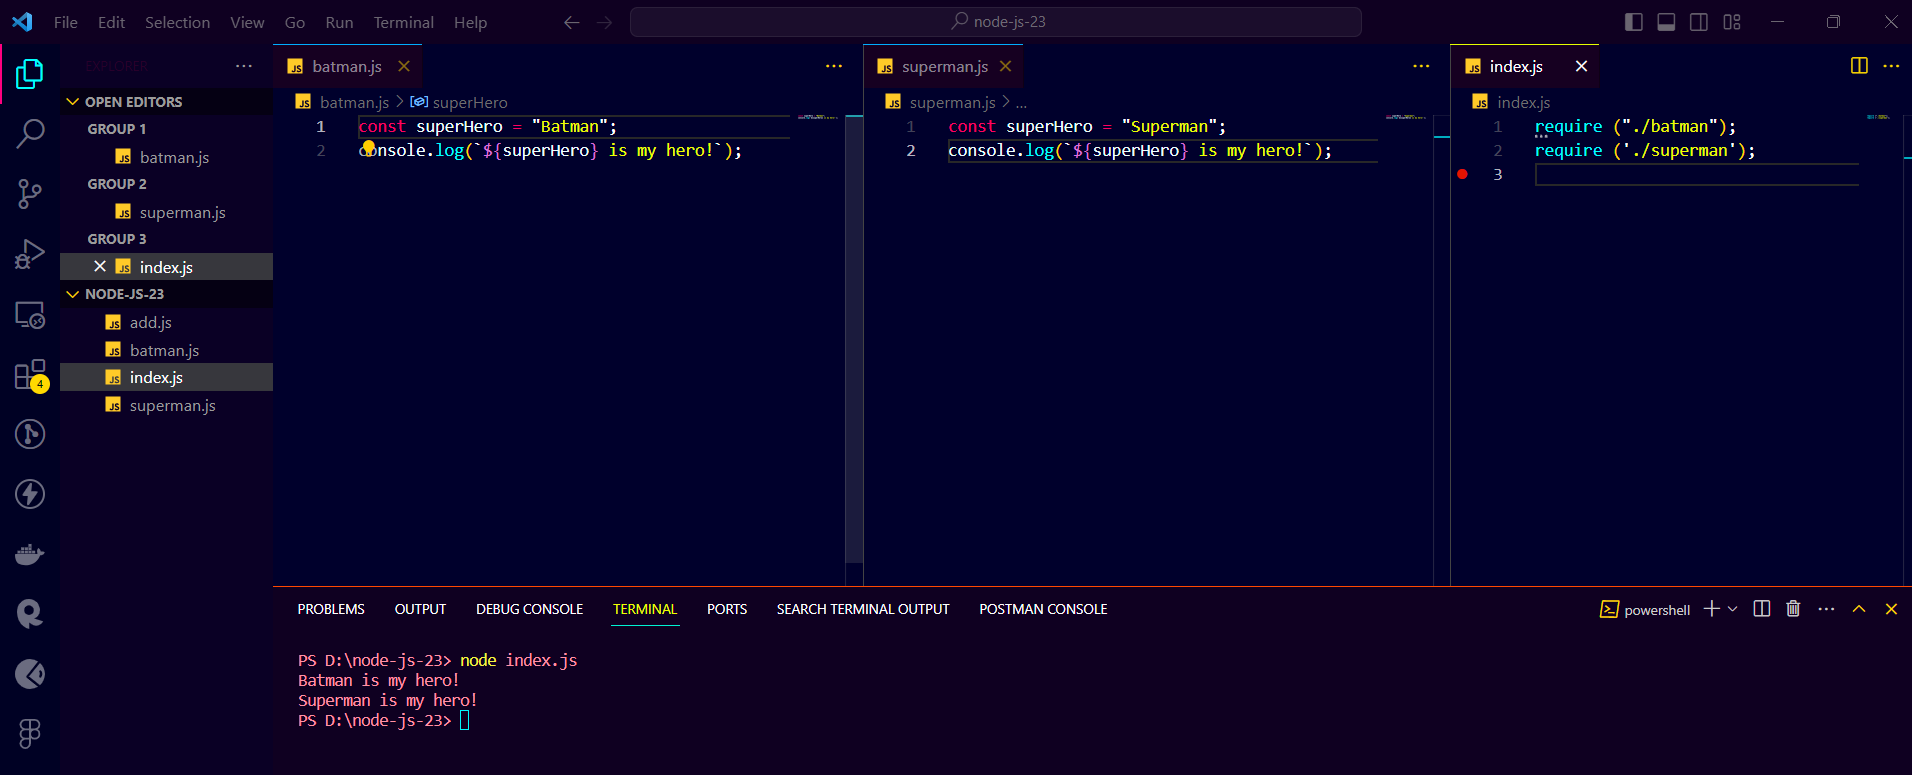 File Edit Selection View Go Run Terminal Help
node-js-23
EXPLORER
OPEN EDITORS
GROUP 1
JS batman.js
GROUP 2
JS superman.js
GROUP 3
JS index.js
NODE-JS-23
JS add.js
JS batman.js
JS index.js
JS superman.js
4
JS batman.js
JS batman.js > superHero
1 const superHero = "Batman";
2 console.log(`${superHero} is my hero!`);
JS superman.js
JS superman.js > ...
1 const superHero = "Superman";
2 console.log(`${superHero} is my hero!`);
JS index.js
JS index.js
1 require ("./batman");
2 require ('./superman');
3
PROBLEMS OUTPUT DEBUG CONSOLE TERMINAL PORTS SEARCH TERMINAL OUTPUT POSTMAN CONSOLE
powershell
PS D:\node-js-23> node index.js
Batman is my hero!
Superman is my hero!
PS D:\node-js-23>